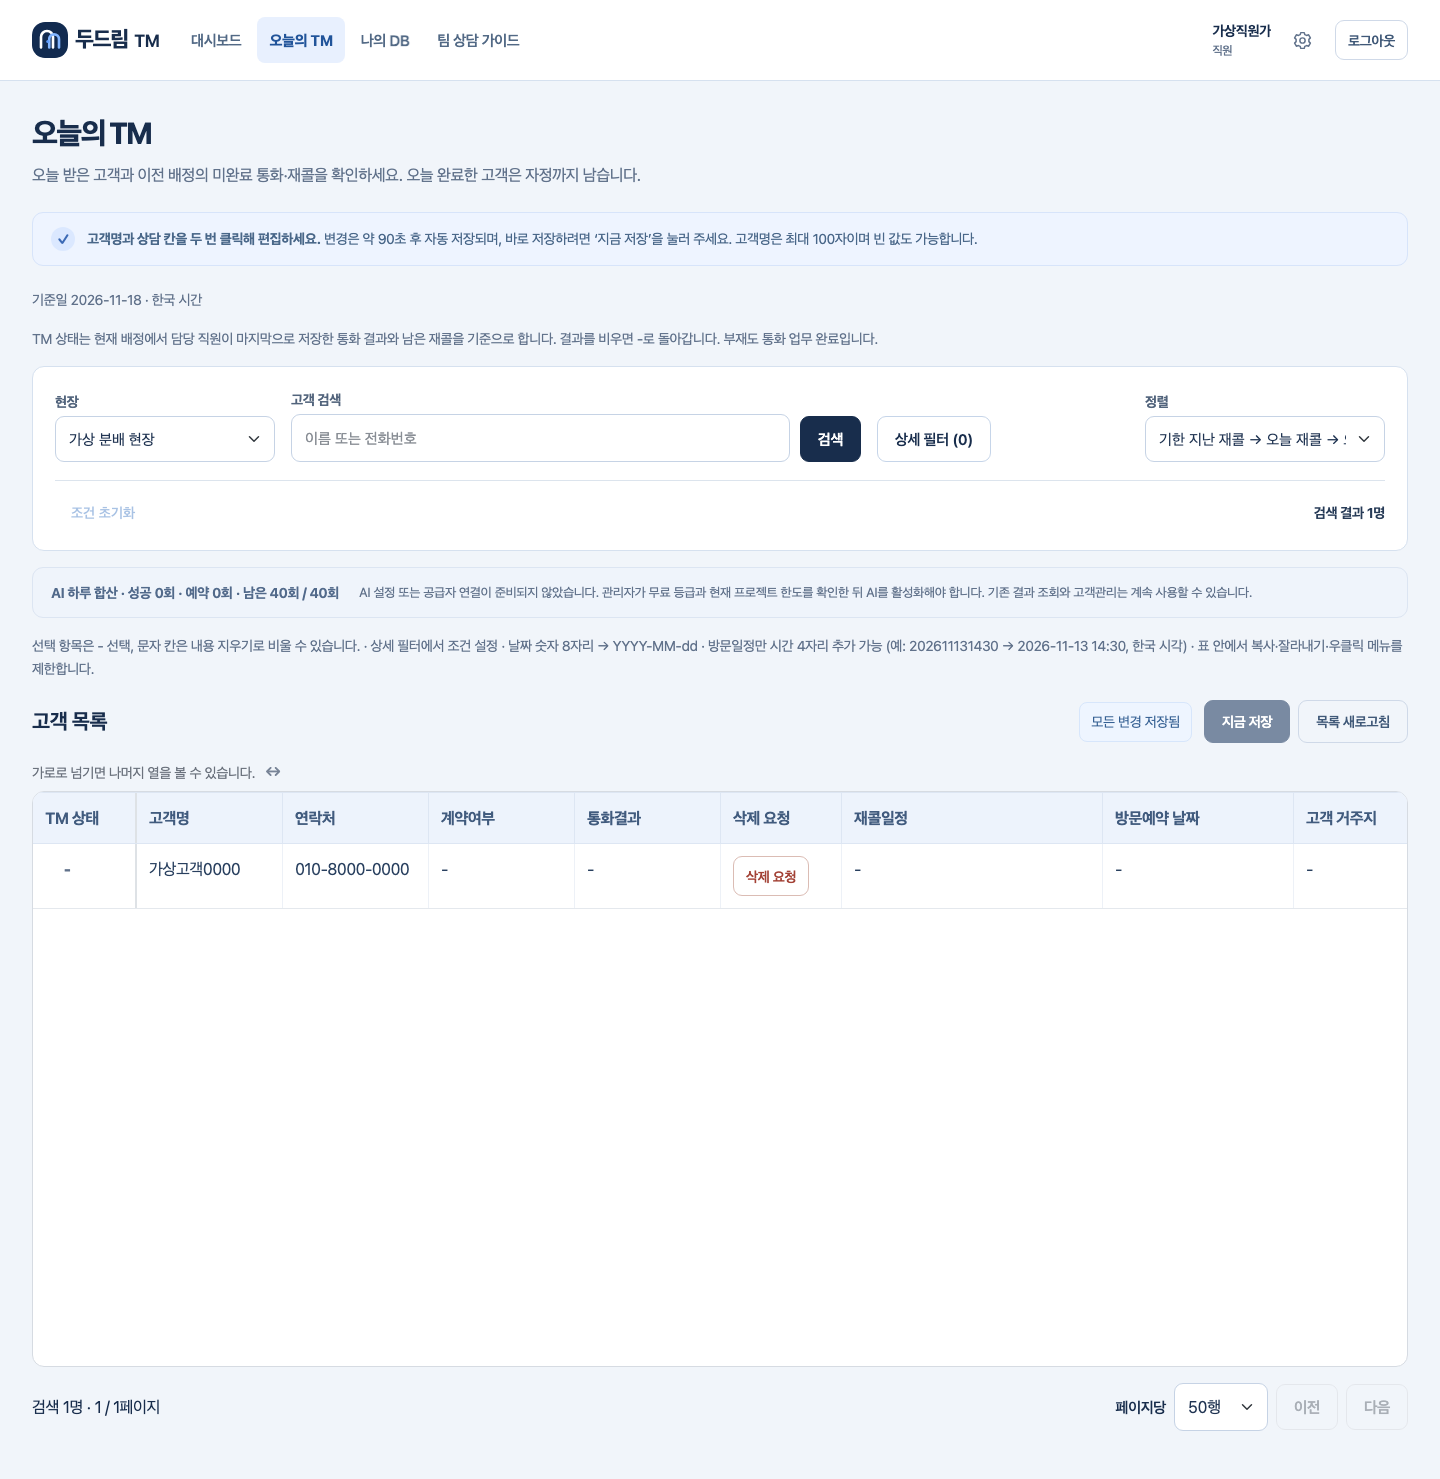 두드림 TM
대시보드
오늘의 TM
나의 DB
팀 상담 가이드
가상직원가
직원
로그아웃
오늘의 TM
오늘 받은 고객과 이전 배정의 미완료 통화·재콜을 확인하세요. 오늘 완료한 고객은 자정까지 남습니다.
고객명과 상담 칸을 두 번 클릭해 편집하세요. 변경은 약 90초 후 자동 저장되며, 바로 저장하려면 ‘지금 저장’을 눌러 주세요. 고객명은 최대 100자이며 빈 값도 가능합니다.
기준일 2026-11-18 · 한국 시간
TM 상태는 현재 배정에서 담당 직원이 마지막으로 저장한 통화 결과와 남은 재콜을 기준으로 합니다. 결과를 비우면 -로 돌아갑니다. 부재도 통화 업무 완료입니다.
현장
고객 검색
정렬
가상 분배 현장
이름 또는 전화번호
검색
상세 필터 (0)
기한 지난 재콜 → 오늘 재콜 →
조건 초기화
검색 결과 1명
AI 하루 합산 · 성공 0회 · 예약 0회 · 남은 40회 / 40회
AI 설정 또는 공급자 연결이 준비되지 않았습니다. 관리자가 무료 등급과 현재 프로젝트 한도를 확인한 뒤 AI를 활성화해야 합니다. 기존 결과 조회와 고객관리는 계속 사용할 수 있습니다.
선택 항목은 - 선택, 문자 칸은 내용 지우기로 비울 수 있습니다. · 상세 필터에서 조건 설정 · 날짜 숫자 8자리 → YYYY-MM-dd · 방문일정만 시간 4자리 추가 가능 (예: 202611131430 → 2026-11-13 14:30, 한국 시각) · 표 안에서 복사·잘라내기·우클릭 메뉴를
제한합니다.
고객 목록
모든 변경 저장됨
지금 저장
목록 새로고침
가로로 넘기면 나머지 열을 볼 수 있습니다. ↔
TM 상태 고객명 연락처 계약여부 통화결과 삭제 요청 재콜일정 방문예약 날짜 고객 거주지
- 가상고객0000 010-8000-0000 - - 삭제 요청 - - -
검색 1명 · 1 / 1페이지
페이지당
50행
이전
다음